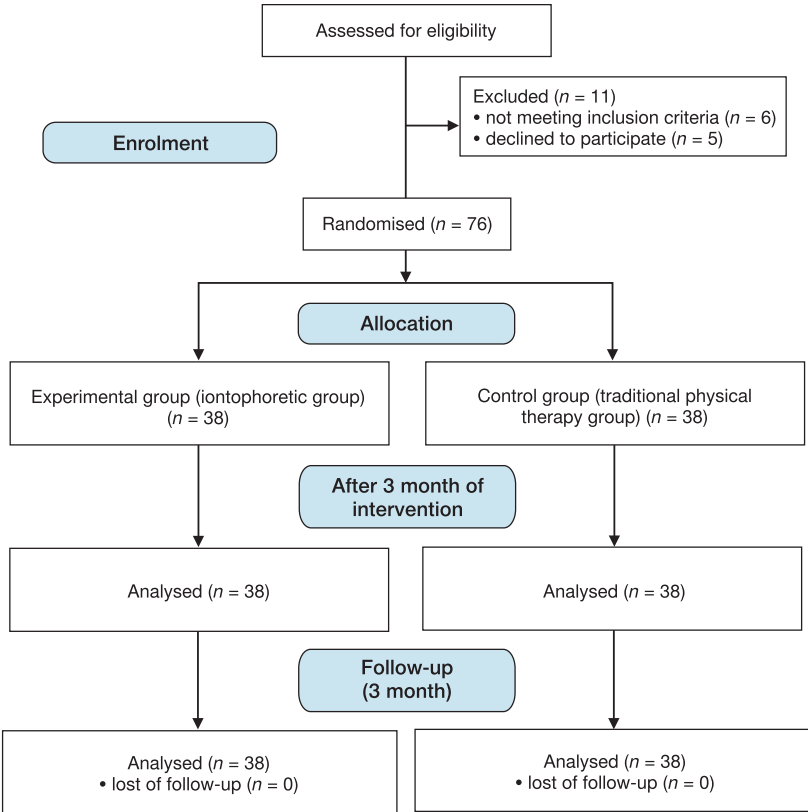 Assessed for eligibility
Excluded (n = 11)
• not meeting inclusion criteria (n = 6)
• declined to participate (n = 5)
Enrolment
Randomised (n = 76)
Allocation
Experimental group (iontophoretic group)
(n = 38)
Control group (traditional physical
therapy group) (n = 38)
After 3 month of
intervention
Analysed (n = 38)
Analysed (n = 38)
Follow-up
(3 month)
Analysed (n = 38)
• lost of follow-up (n = 0)
Analysed (n = 38)
• lost of follow-up (n = 0)